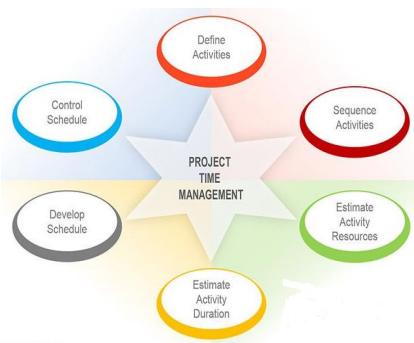 Define
Activities
Control
Schedule
Sequence
Activities
PROJECT
TIME
MANAGEMENT
Develop
Schedule
Estimate
Activity
Resources
Estimate
Activity
Duration